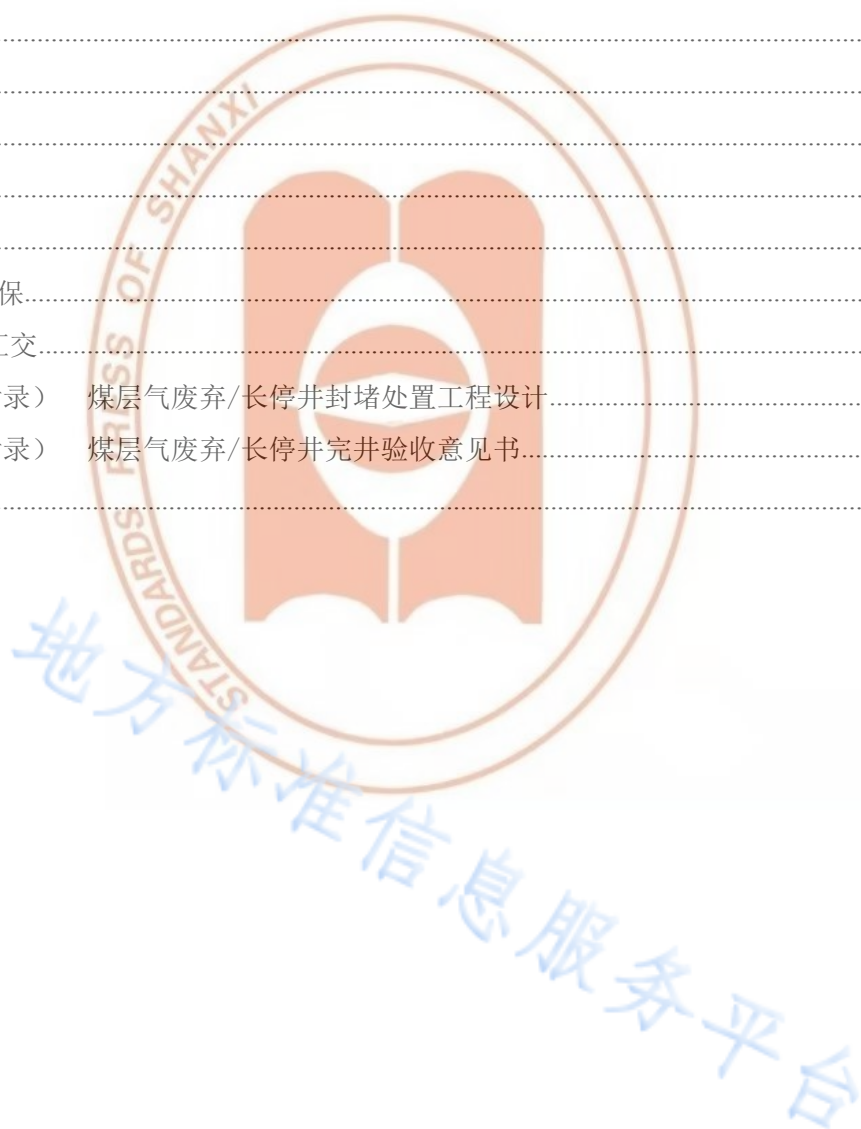 保
汇交
录） 煤层气废弃/长停井封堵处置工程设计
录） 煤层气废弃/长停井完井验收意见书
STANDARDS PRESS OF SHANXI
地方标准信息服务平台